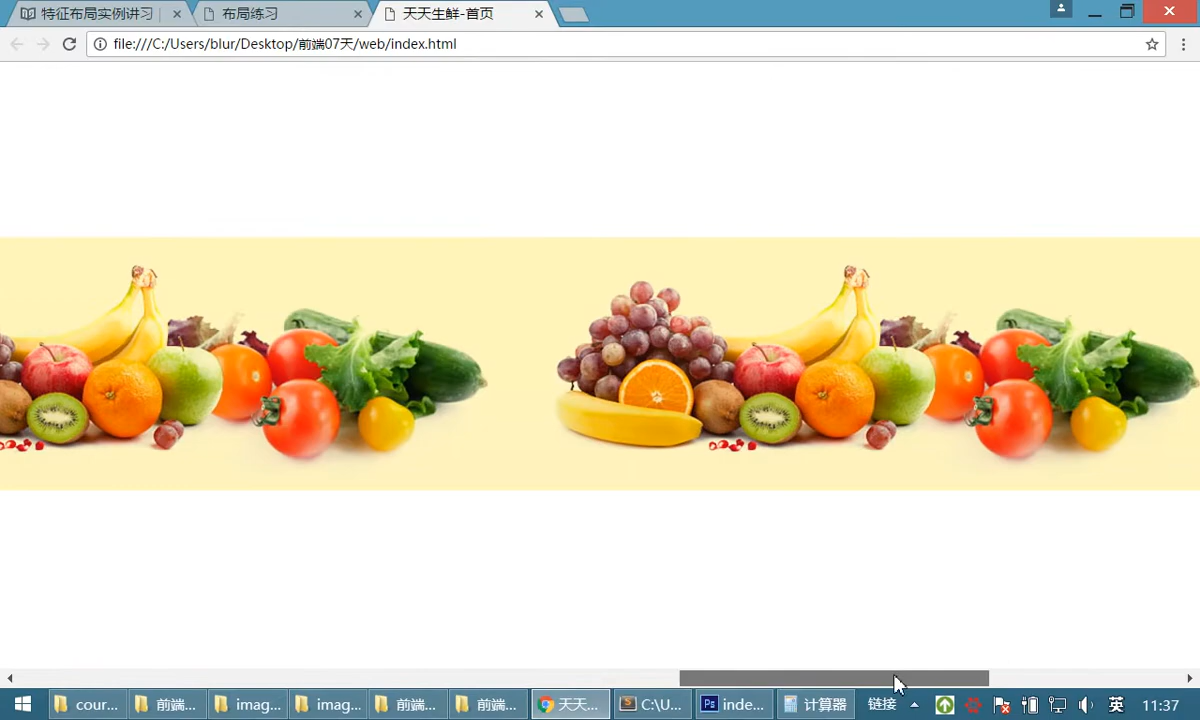 特征布局实例讲习
布局练习
天天生鲜-首页
file:///C:/Users/blur/Desktop/前端07天/web/index.html
cour...
前端...
imag...
imag...
前端...
前端...
天天...
C:\U...
inde...
计算器
链接
英
11:37